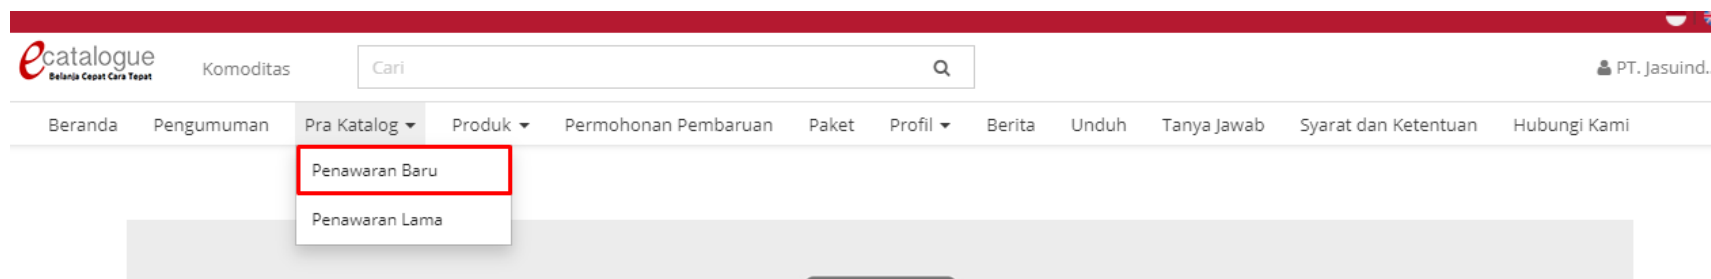 ecatalogue
Belanja Cepat Cara Tepat
Komoditas
Cari
PT. Jasuind..
Beranda Pengumuman Pra Katalog Produk Permohonan Pembaruan Paket Profil Berita Unduh Tanya Jawab Syarat dan Ketentuan Hubungi Kami
Penawaran Baru
Penawaran Lama